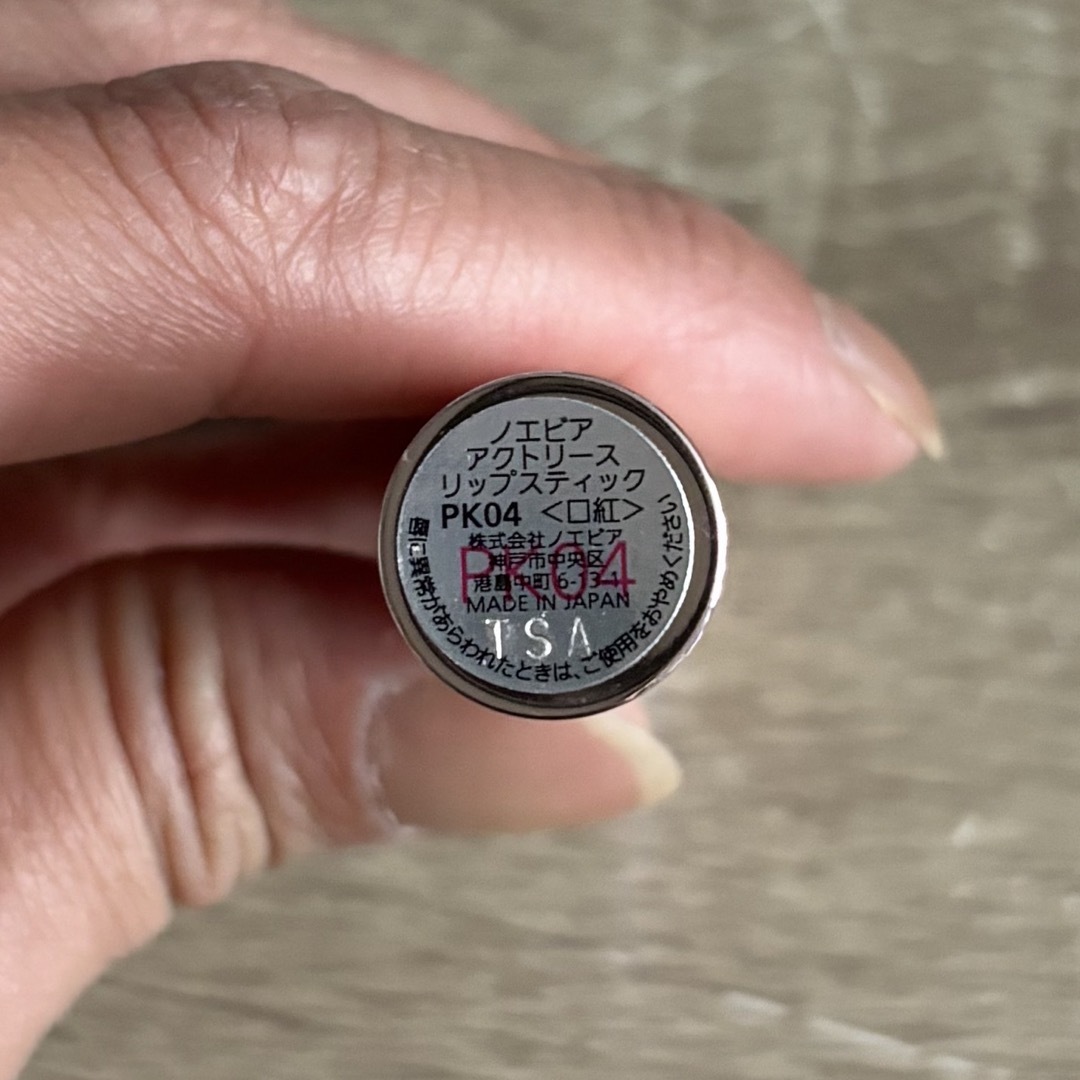 ノエビア
アクトリース
リップスティック
PK04 <口紅>
株式会社ノエビア
神戸市中央区
港島中町6-13-1
MADE IN JAPAN
PK04
TSA
唇に異常があらわれたときは、ご使用をおやめください